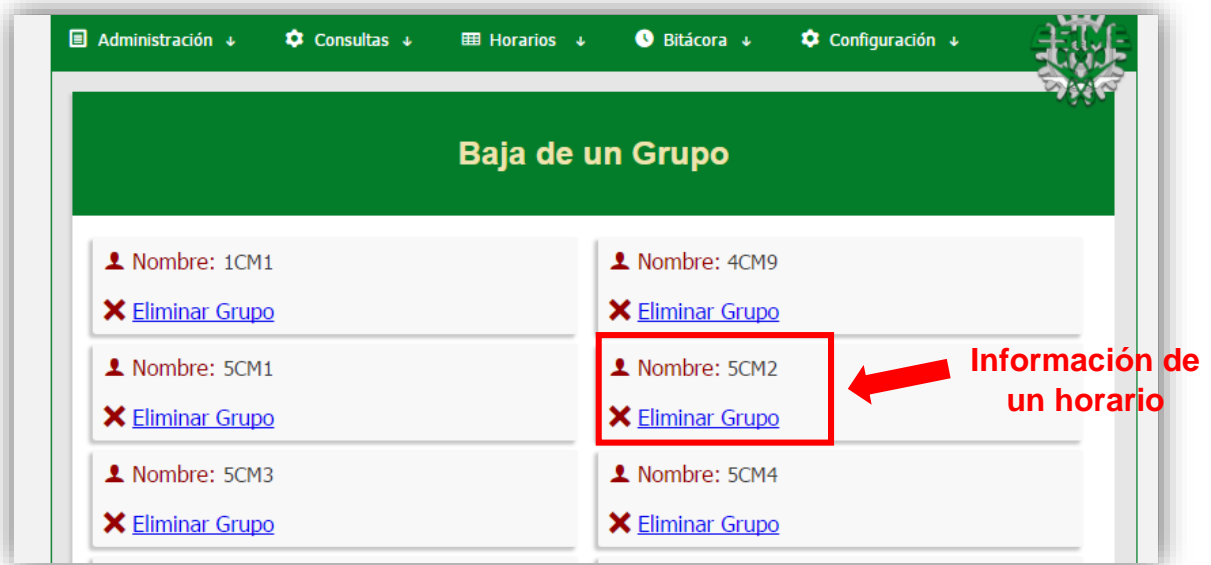 Administración ↓ Consultas ↓ Horarios ↓ Bitácora ↓ Configuración ↓
Baja de un Grupo
Nombre: 1CM1
Eliminar Grupo
Nombre: 4CM9
Eliminar Grupo
Nombre: 5CM1
Eliminar Grupo
Nombre: 5CM2
Eliminar Grupo
Información de
un horario
Nombre: 5CM3
Eliminar Grupo
Nombre: 5CM4
Eliminar Grupo